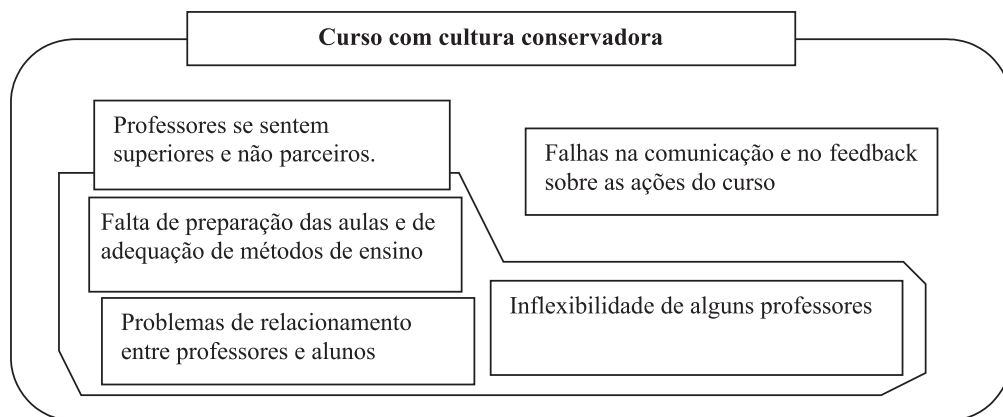 Curso com cultura conservadora
Professores se sentem
superiores e não parceiros.
Falhas na comunicação e no feedback
sobre as ações do curso
Falta de preparação das aulas e de
adequação de métodos de ensino
Inflexibilidade de alguns professores
Problemas de relacionamento
entre professores e alunos